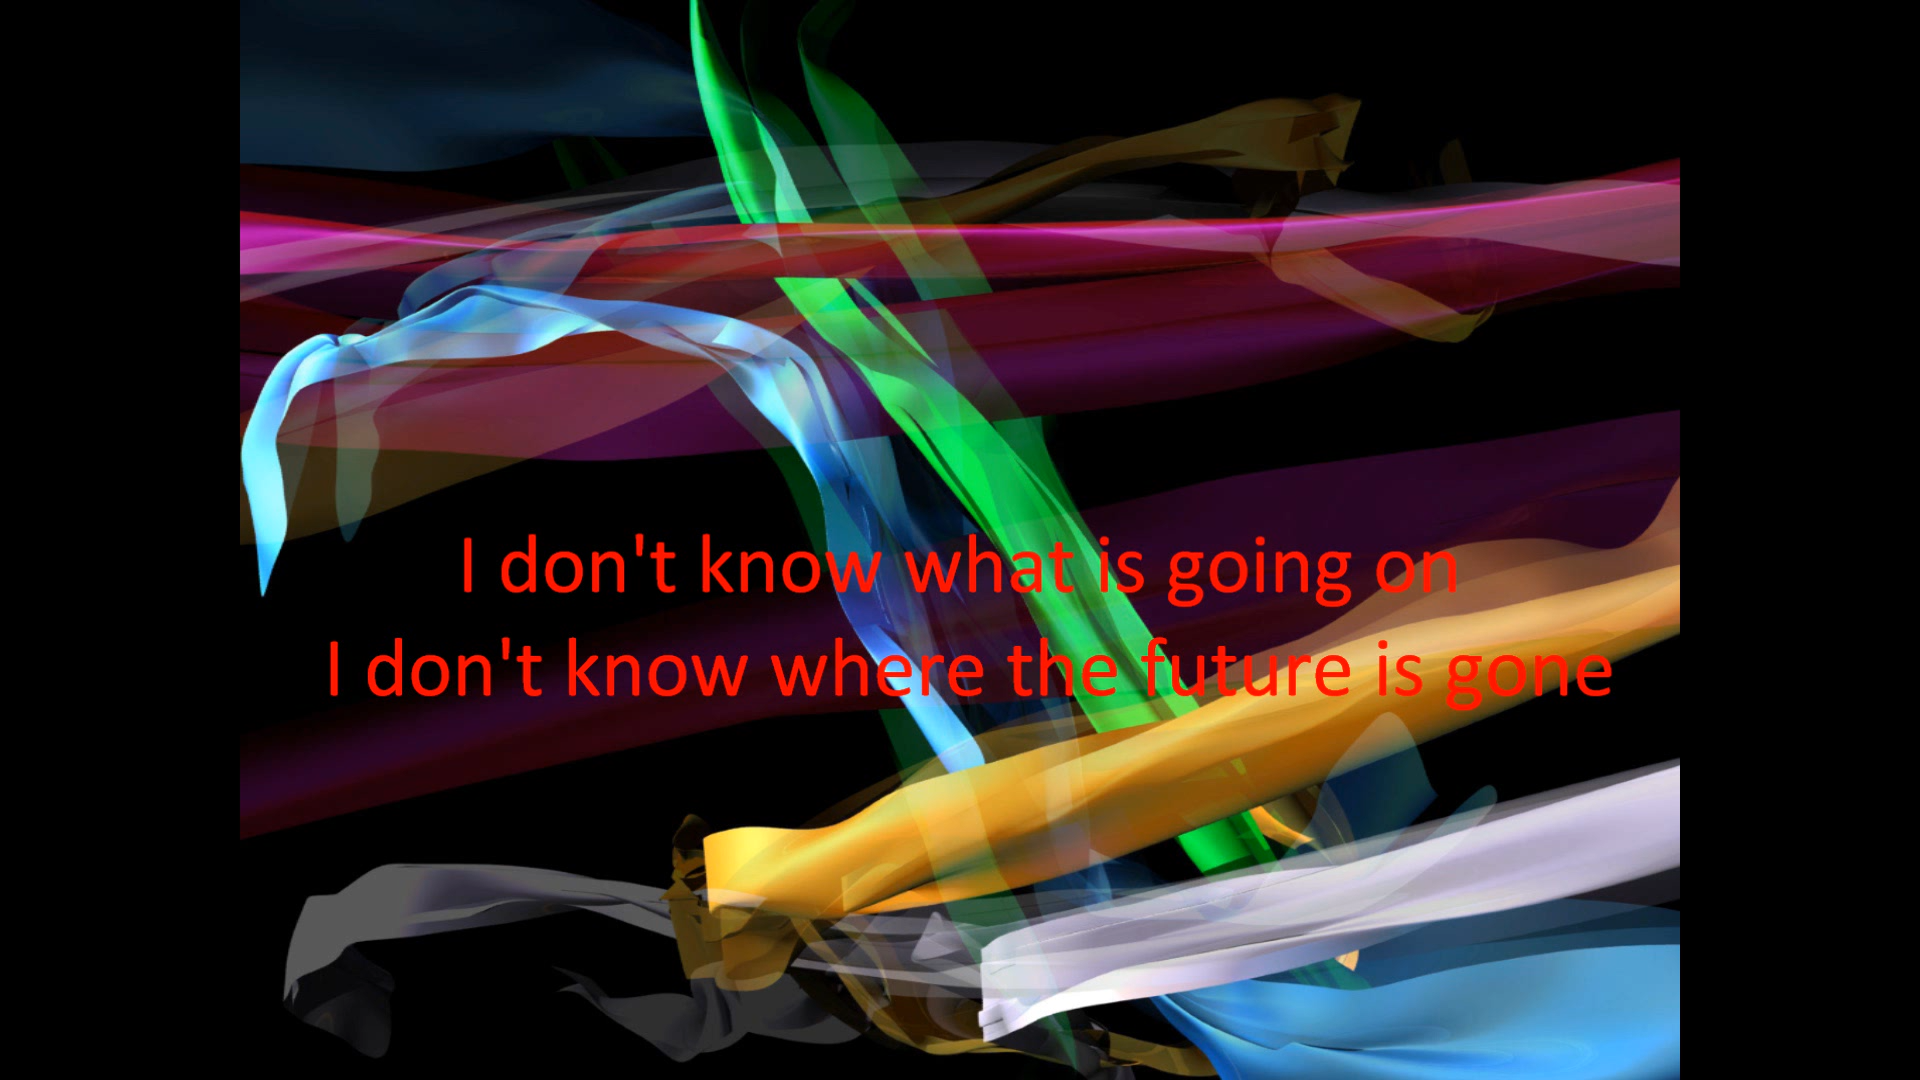 I don't know what is going on
I don't know where the future is gone